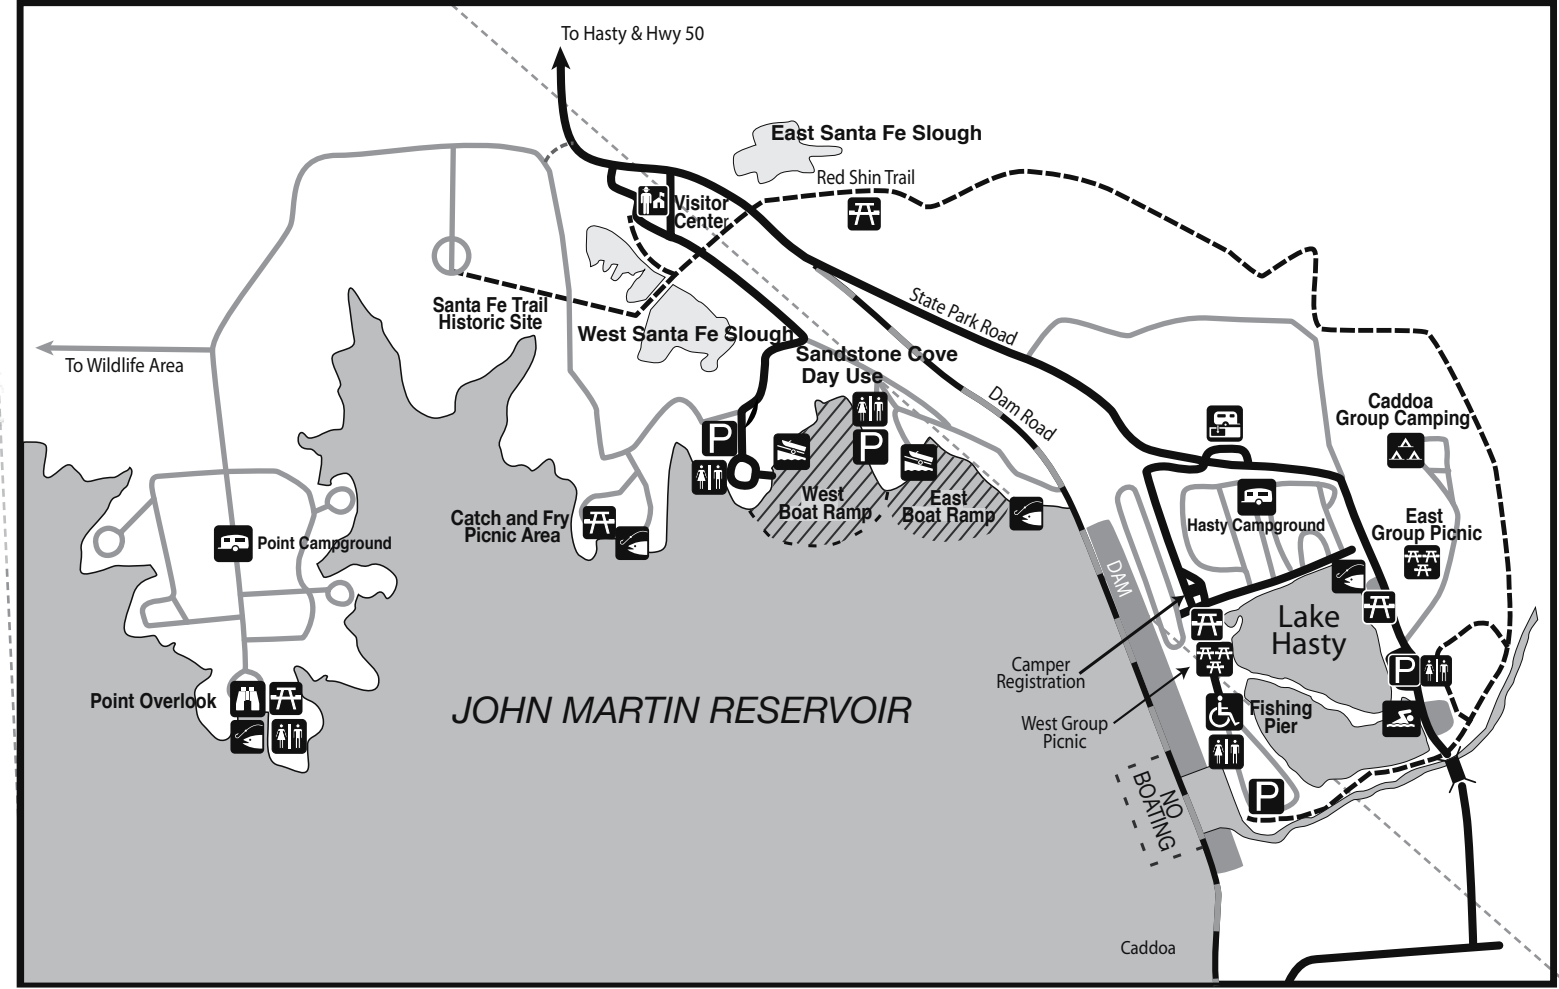 To Hasty & Hwy 50
East Santa Fe Slough
Red Shin Trail
Visitor
Center
Santa Fe Trail
Historic Site
West Santa Fe Slough
State Park Road
To Wildlife Area
Sandstone Cove
Day Use
Dam Road
Caddoa
Group Camping
P
P
West
Boat Ramp
East
Boat Ramp
Catch and Fry
Picnic Area
Hasty Campground
East
Group Picnic
Point Campground
DAM
Lake
Hasty
Camper
Registration
P
Point Overlook
JOHN MARTIN RESERVOIR
West Group
Picnic
Fishing
Pier
NO
BOATING
P
Caddoa